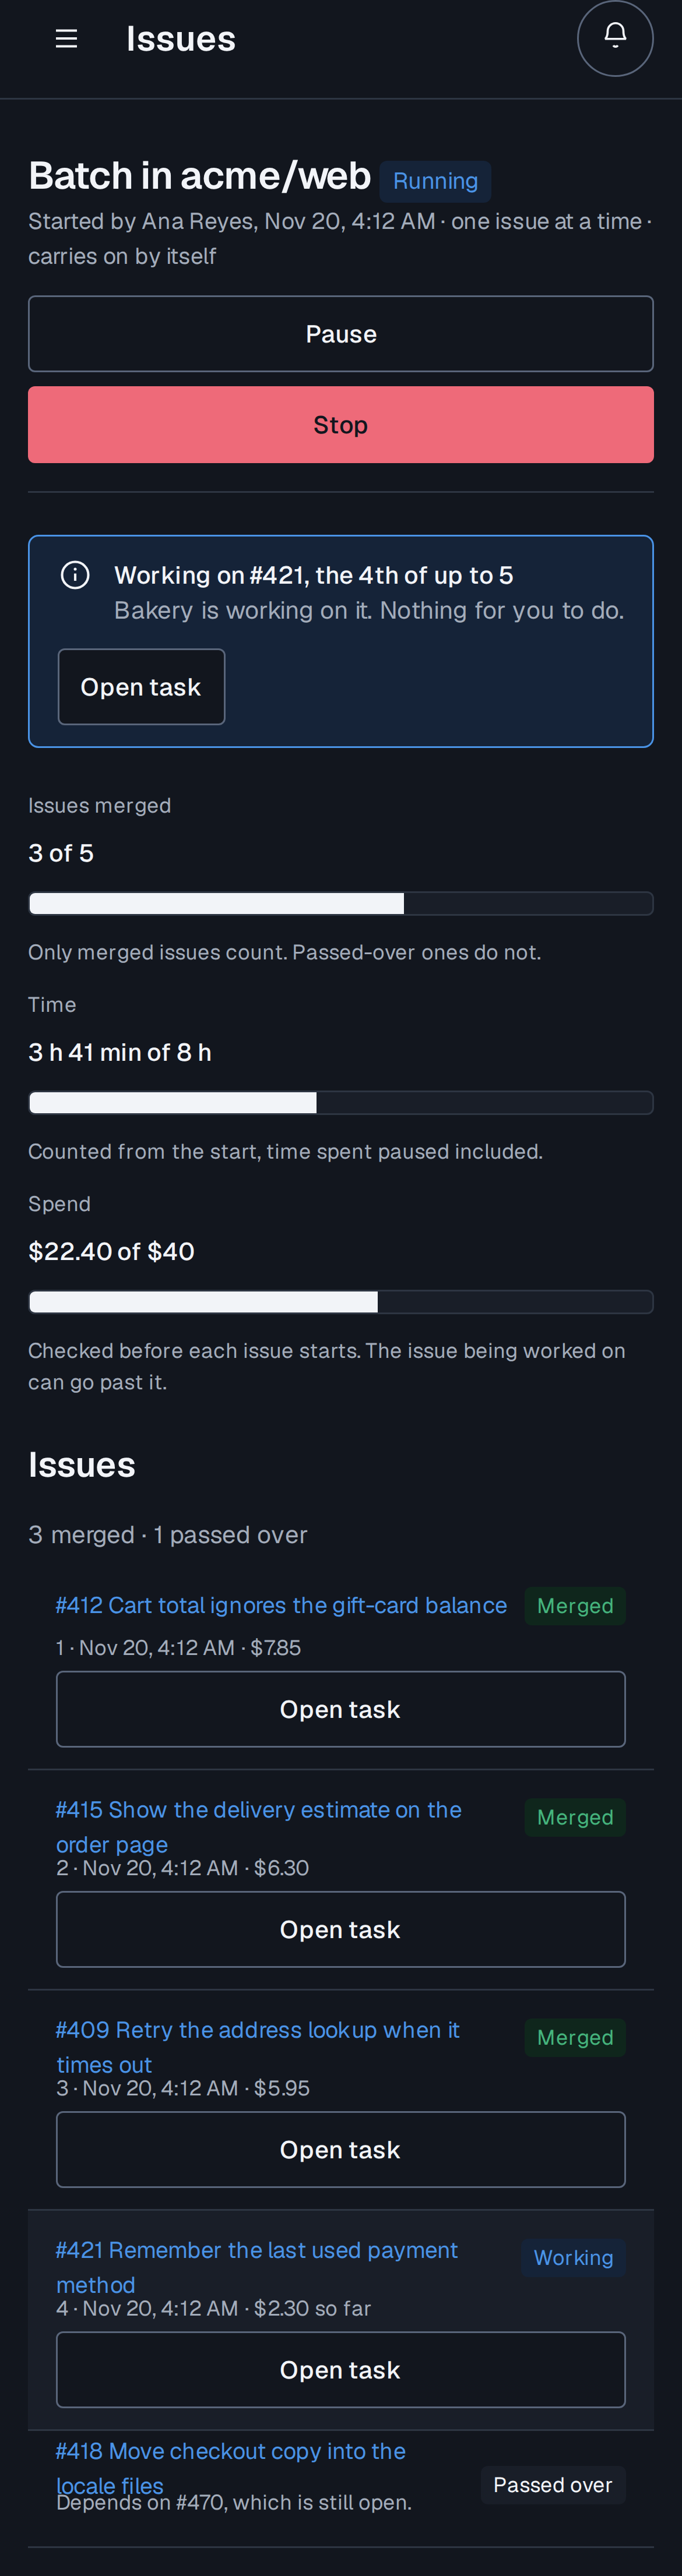 Issues
Batch in acme/web Running
Started by Ana Reyes, Nov 20, 4:12 AM · one issue at a time ·
carries on by itself
Pause
Stop
Working on #421, the 4th of up to 5
Bakery is working on it. Nothing for you to do.
Open task
Issues merged
3 of 5
Only merged issues count. Passed-over ones do not.
Time
3 h 41 min of 8 h
Counted from the start, time spent paused included.
Spend
$22.40 of $40
Checked before each issue starts. The issue being worked on
can go past it.
Issues
3 merged · 1 passed over
#412 Cart total ignores the gift-card balance Merged
1 · Nov 20, 4:12 AM · $7.85
Open task
#415 Show the delivery estimate on the Merged
order page
2 · Nov 20, 4:12 AM · $6.30
Open task
#409 Retry the address lookup when it Merged
times out
3 · Nov 20, 4:12 AM · $5.95
Open task
#421 Remember the last used payment Working
method
4 · Nov 20, 4:12 AM · $2.30 so far
Open task
#418 Move checkout copy into the
locale files Passed over
Depends on #470, which is still open.